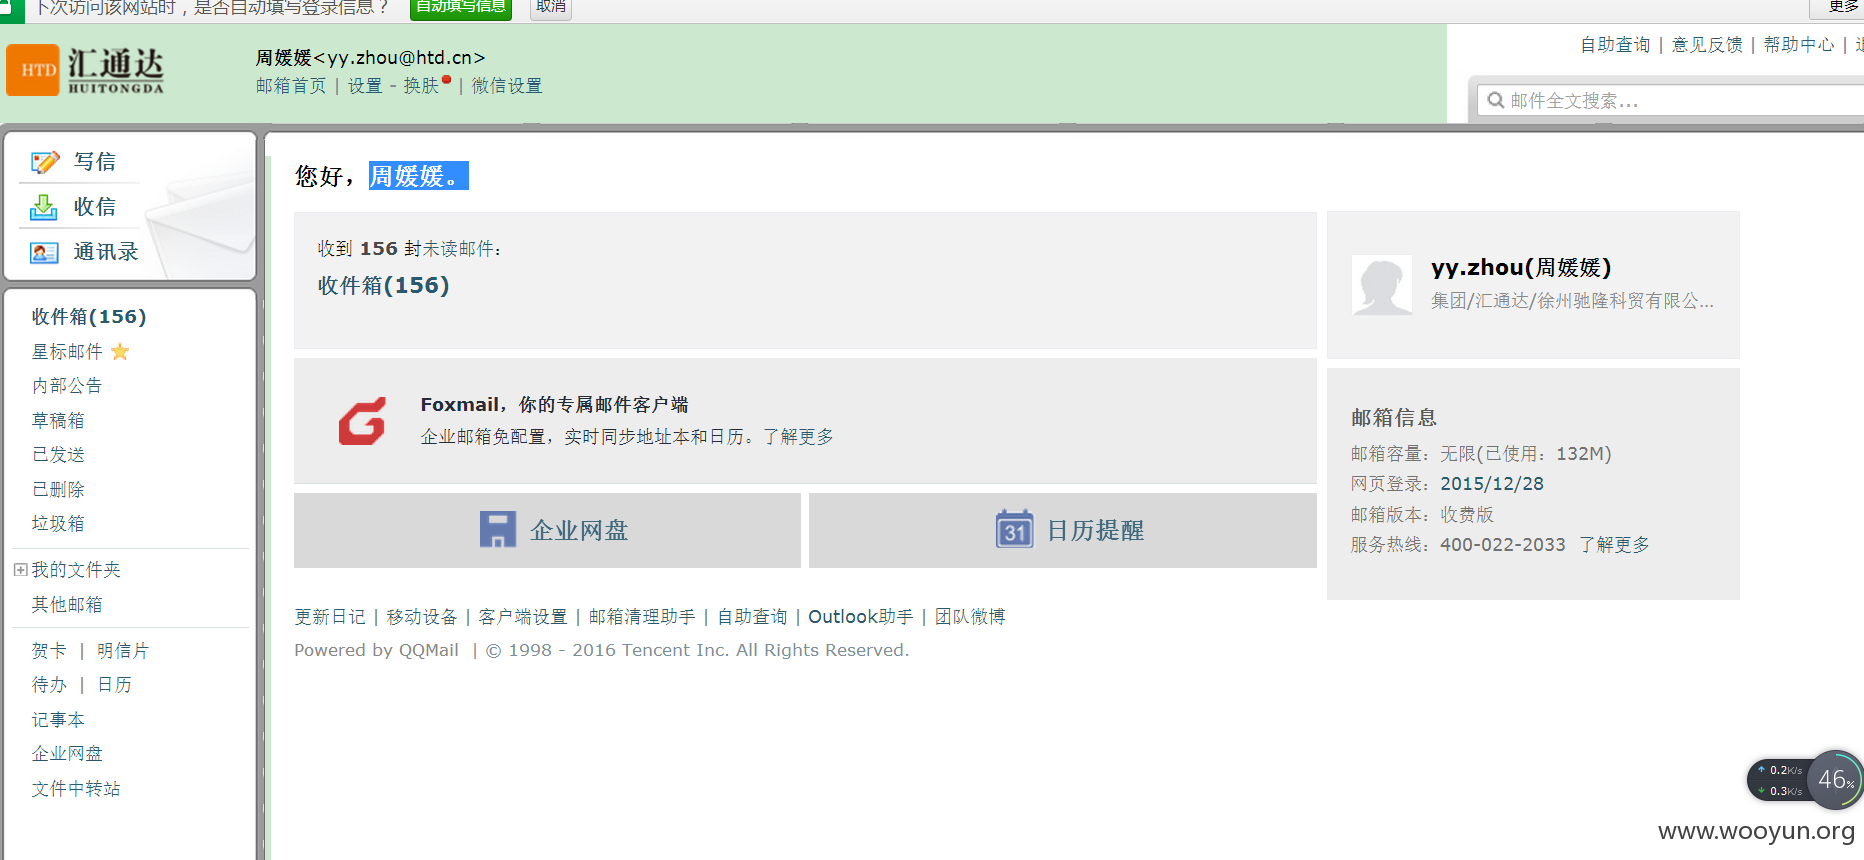 下次访问该网站时，是否自动填写登录信息？ 自动填写信息 取消 更多
HTD 汇通达 HUITONGDA
周媛媛<yy.zhou@htd.cn>
邮箱首页 | 设置 - 换肤 | 微信设置
自助查询 | 意见反馈 | 帮助中心 |
邮件全文搜索...
写信
收信
通讯录
收件箱(156)
星标邮件
内部公告
草稿箱
已发送
已删除
垃圾箱
我的文件夹
其他邮箱
贺卡 | 明信片
待办 | 日历
记事本
企业网盘
文件中转站
您好，周媛媛。
收到 156 封未读邮件：
收件箱(156)
Foxmail，你的专属邮件客户端
企业邮箱免配置，实时同步地址本和日历。了解更多
企业网盘
31 日历提醒
yy.zhou(周媛媛)
集团/汇通达/徐州驰隆科贸有限公...
邮箱信息
邮箱容量：无限(已使用：132M)
网页登录：2015/12/28
邮箱版本：收费版
服务热线：400-022-2033 了解更多
更新日记 | 移动设备 | 客户端设置 | 邮箱清理助手 | 自助查询 | Outlook助手 | 团队微博
Powered by QQMail | © 1998 - 2016 Tencent Inc. All Rights Reserved.
0.2K/s
0.3K/s
46%
www.wooyun.org